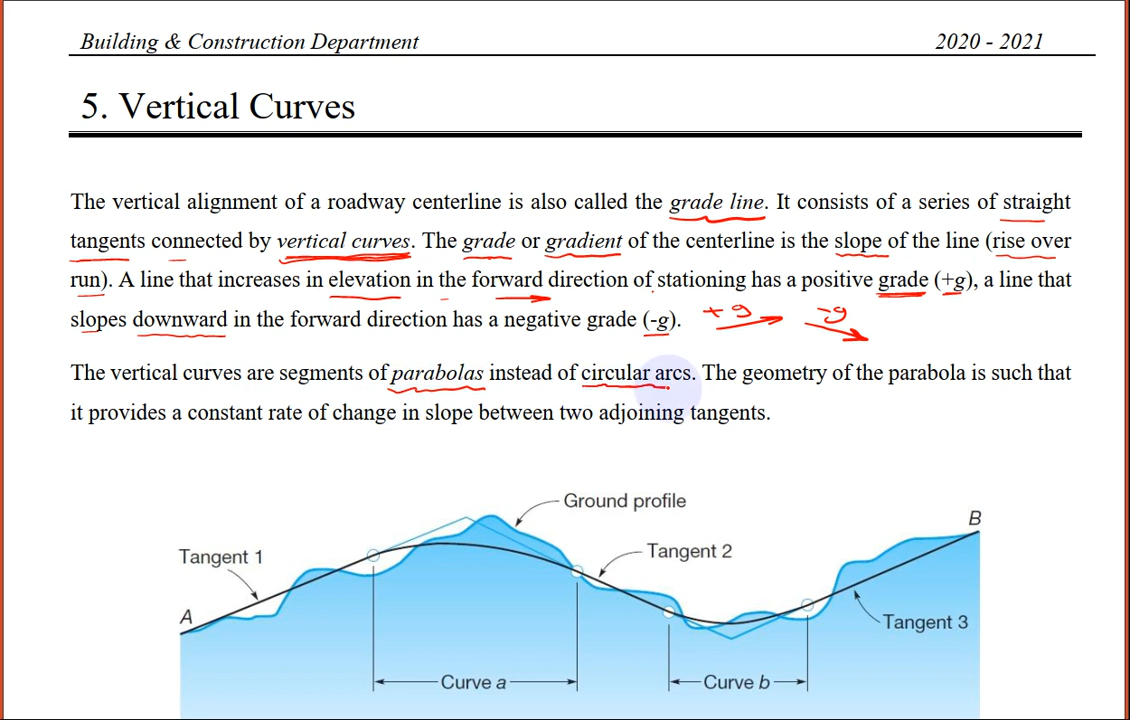 Building & Construction Department 2020 - 2021
5. Vertical Curves
The vertical alignment of a roadway centerline is also called the grade line. It consists of a series of straight
tangents connected by vertical curves. The grade or gradient of the centerline is the slope of the line (rise over
run). A line that increases in elevation in the forward direction of stationing has a positive grade (+g), a line that
slopes downward in the forward direction has a negative grade (-g). +g -g
The vertical curves are segments of parabolas instead of circular arcs. The geometry of the parabola is such that
it provides a constant rate of change in slope between two adjoining tangents.
Ground profile
B
Tangent 1
Tangent 2
A
Tangent 3
Curve a
Curve b